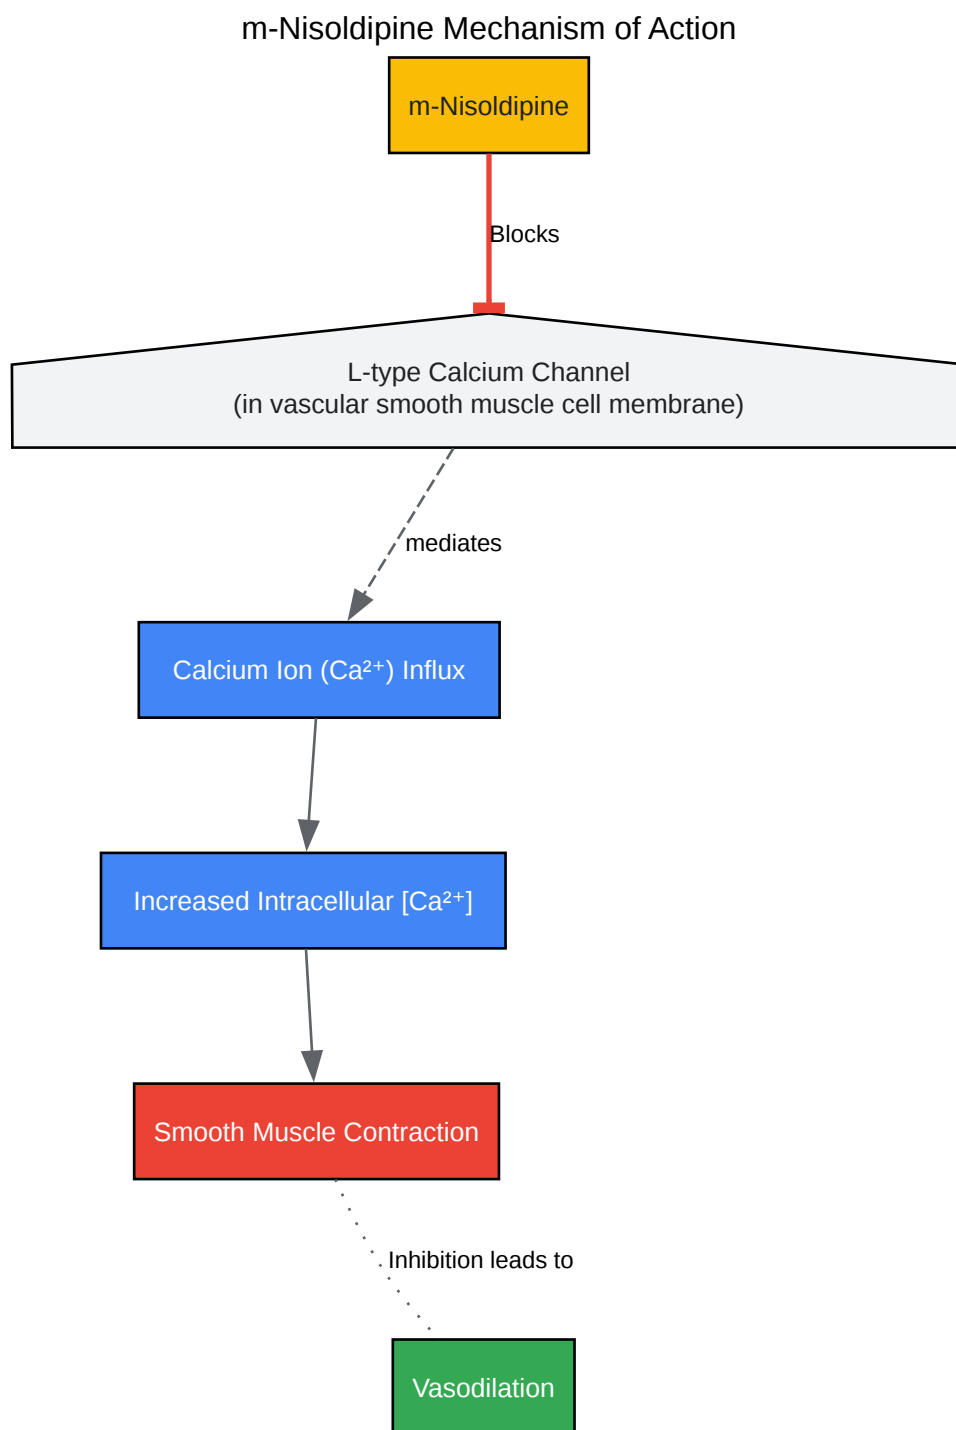 m-Nisoldipine Mechanism of Action
m-Nisoldipine
Blocks
L-type Calcium Channel
(in vascular smooth muscle cell membrane)
mediates
Calcium Ion (Ca²⁺) Influx
Increased Intracellular [Ca²⁺]
Smooth Muscle Contraction
Inhibition leads to
Vasodilation